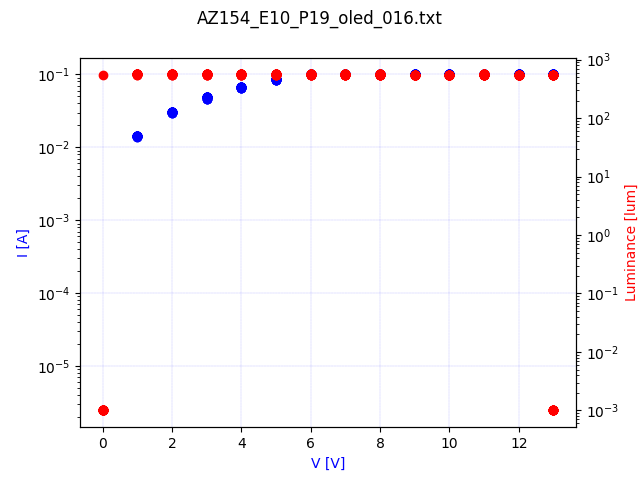 AZ154_E10_P19_oled_016.txt
10⁻¹
10⁻²
10⁻³
10⁻⁴
10⁻⁵
I [A]
10³
10²
10¹
10⁰
10⁻¹
10⁻²
10⁻³
Luminance [lum]
0 2 4 6 8 10 12
V [V]